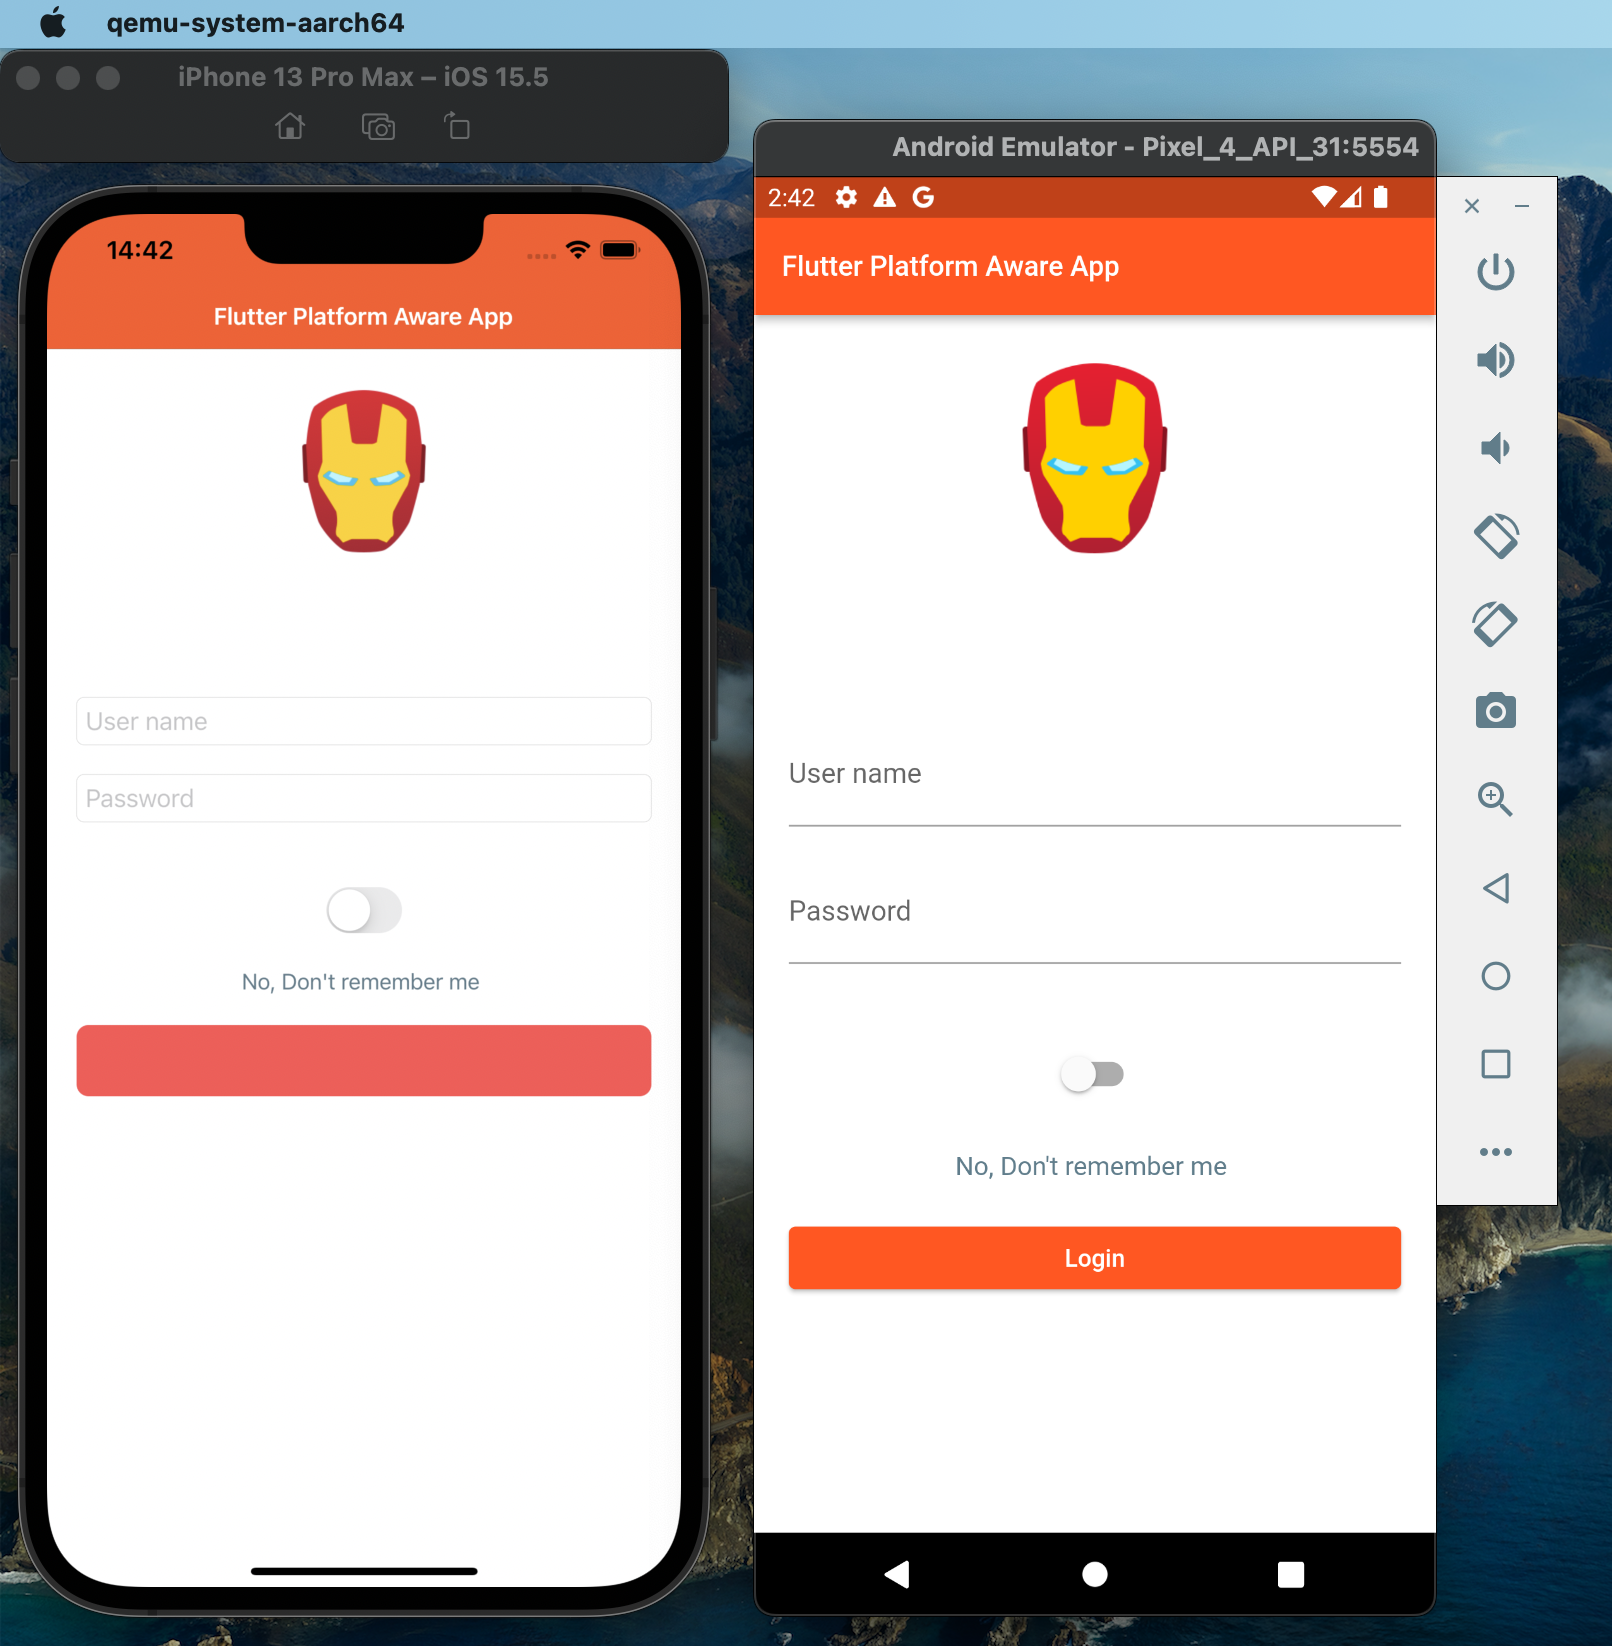 qemu-system-aarch64
iPhone 13 Pro Max – iOS 15.5
14:42
Flutter Platform Aware App
User name
Password
No, Don't remember me
Android Emulator - Pixel_4_API_31:5554
2:42
Flutter Platform Aware App
User name
Password
No, Don't remember me
Login